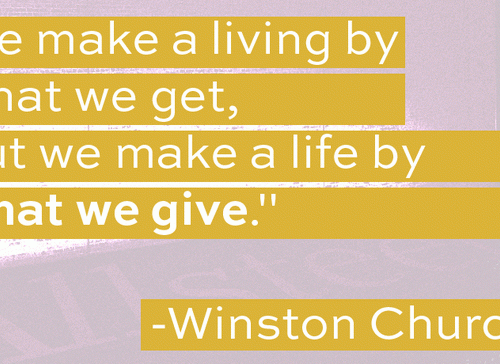 e make a living by
hat we get,
ut we make a life by
hat we give."
-Winston Churc